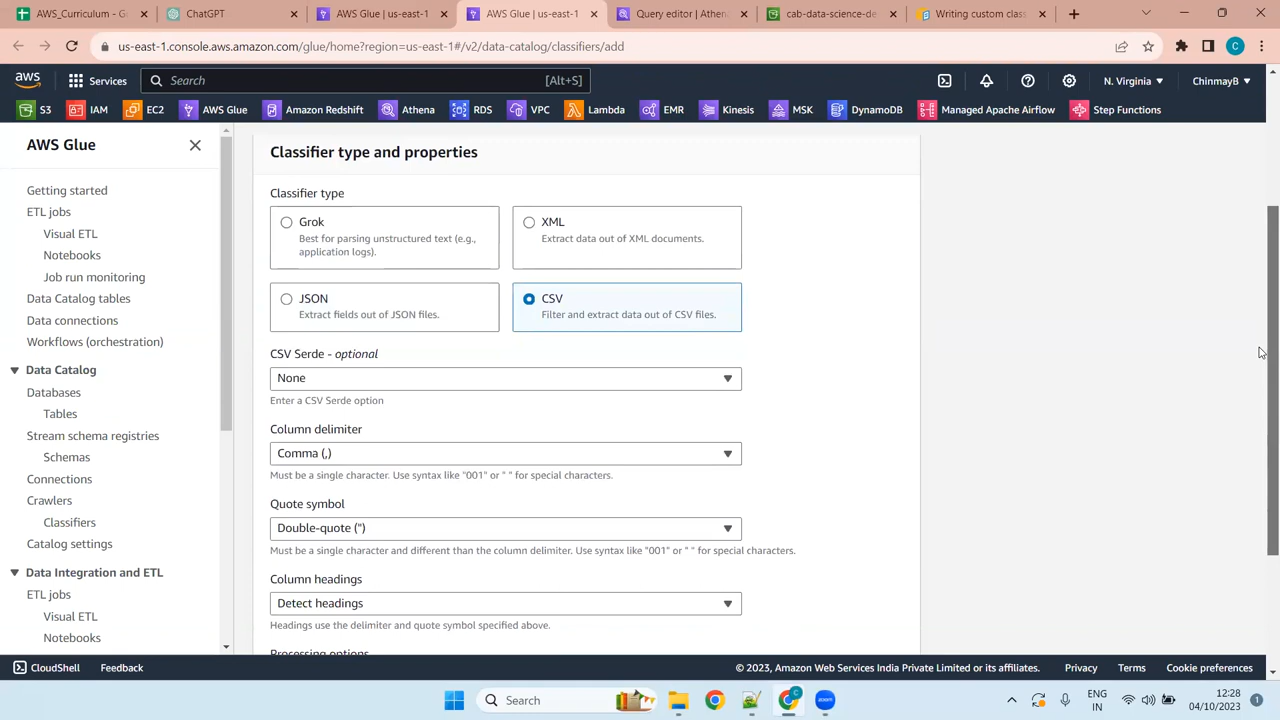 AWS_Curriculum - G
ChatGPT
AWS Glue | us-east-1
AWS Glue | us-east-1
Query editor | Athen
cab-data-science-de
Writing custom class
us-east-1.console.aws.amazon.com/glue/home?region=us-east-1#/v2/data-catalog/classifiers/add
C
aws
Services
Search
[Alt+S]
N. Virginia
ChinmayB
S3
IAM
EC2
AWS Glue
Amazon Redshift
Athena
RDS
VPC
Lambda
EMR
Kinesis
MSK
DynamoDB
Managed Apache Airflow
Step Functions
AWS Glue
Getting started
ETL jobs
Visual ETL
Notebooks
Job run monitoring
Data Catalog tables
Data connections
Workflows (orchestration)
Data Catalog
Databases
Tables
Stream schema registries
Schemas
Connections
Crawlers
Classifiers
Catalog settings
Data Integration and ETL
ETL jobs
Visual ETL
Notebooks
Classifier type and properties
Classifier type
Grok
Best for parsing unstructured text (e.g.,
application logs).
XML
Extract data out of XML documents.
JSON
Extract fields out of JSON files.
CSV
Filter and extract data out of CSV files.
CSV Serde - optional
None
Enter a CSV Serde option
Column delimiter
Comma (,)
Must be a single character. Use syntax like "001" or " " for special characters.
Quote symbol
Double-quote (")
Must be a single character and different than the column delimiter. Use syntax like "001" or " " for special characters.
Column headings
Detect headings
Headings use the delimiter and quote symbol specified above.
Processing options
CloudShell
Feedback
© 2023, Amazon Web Services India Private Limited or its affiliates.
Privacy
Terms
Cookie preferences
Search
zoom
ENG
IN
12:28
04/10/2023
1